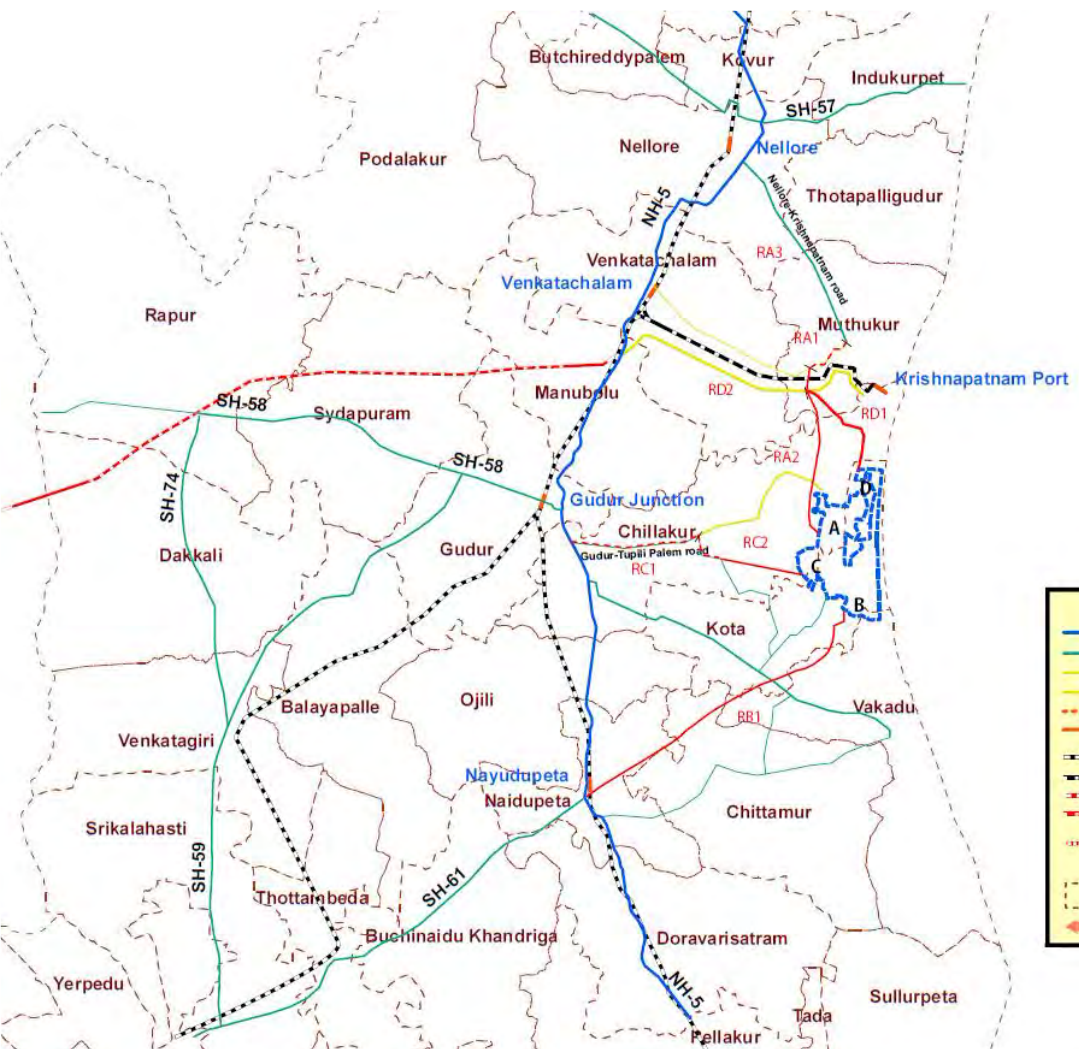 Butchireddypalem
Kovur
Indukurpet
SH-57
Nellore
Nellore
Podalakur
Thotapalligudur
NH-5
Nellore-Krishnapatnam road
RA3
Venkatachalam
Venkatachalam
Rapur
Muthukur
RA1
Krishnapatnam Port
Manubolu
RD2
RD1
SH-58
Sydapuram
SH-58
RA2
SH-74
D
Gudur Junction
A
Chillakur
Dakkali
Gudur
Gudur-Tupili Palem road
RC2
RC1
C
B
Kota
Ojili
Balayapalle
Vakadu
RB1
Venkatagiri
Nayudupeta
Naidupeta
Chittamur
Srikalahasti
SH-59
SH-61
Thottambeda
Buchinaidu Khandriga
Doravarisatram
Yerpedu
NH-5
Sullurpeta
Tada
Pellakur